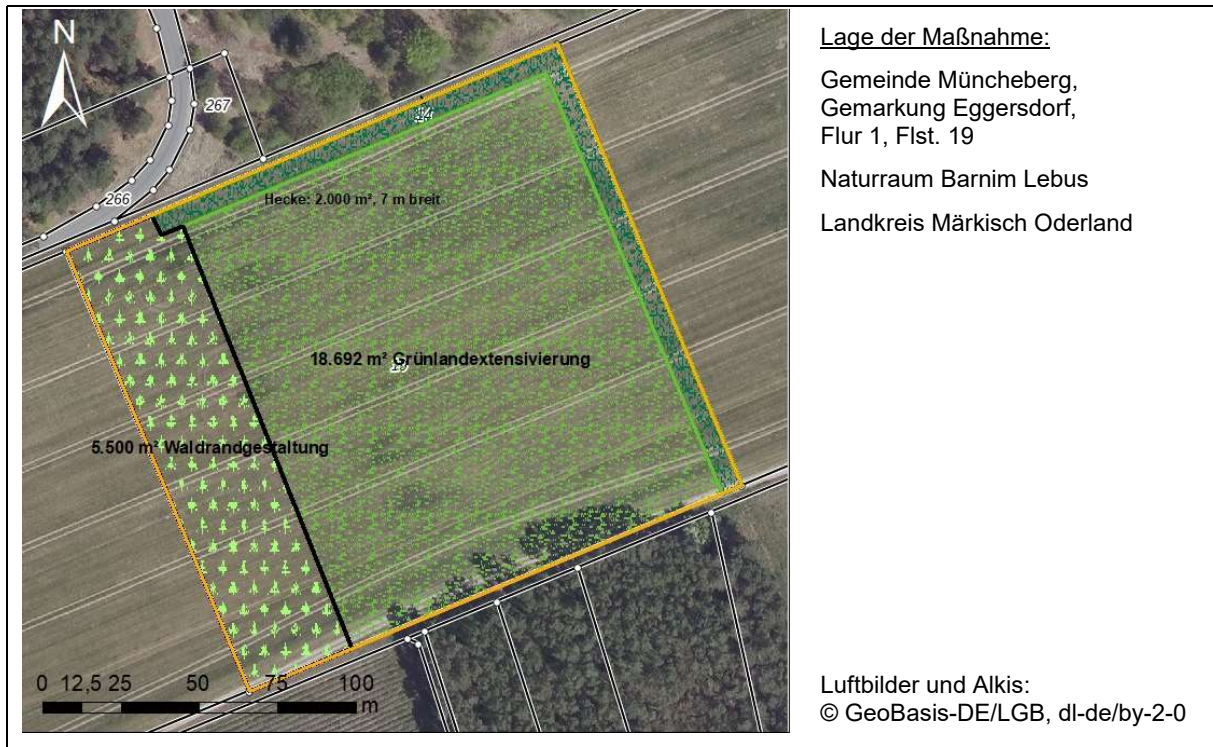 N
267
266
Hecke: 2.000 m², 7 m breit
18.692 m² Grünlandextensivierung
5.500 m² Waldrandgestaltung
0 12,5 25 50 75 100
m
Lage der Maßnahme:
Gemeinde Müncheberg,
Gemarkung Eggersdorf,
Flur 1, Flst. 19
Naturraum Barnim Lebus
Landkreis Märkisch Oderland
Luftbilder und Alkis:
© GeoBasis-DE/LGB, dl-de/by-2-0